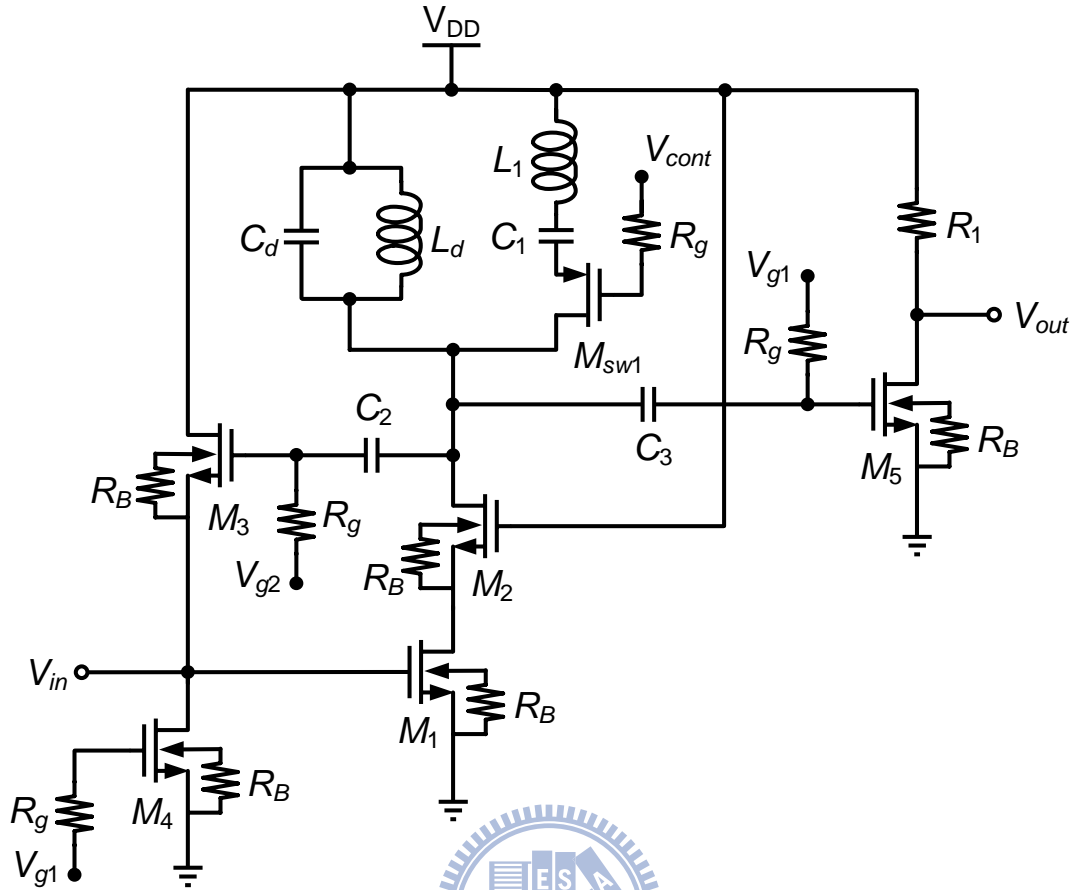 VDD
L1
Vcont
Cd
Ld
C1
Rg
R1
Vg1
Vout
Msw1
Rg
C2
C3
RB
M5
RB
M3
Rg
RB
M2
Vg2
Vin
M1
RB
RB
Rg
M4
Vg1
ES
A